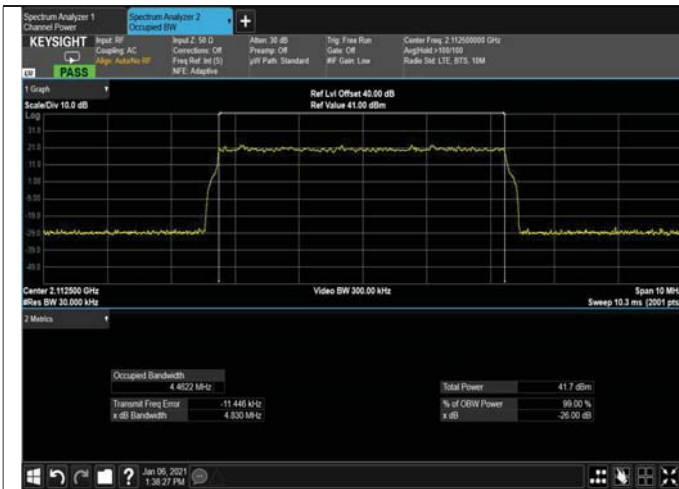 Spectrum Analyzer 1
Channel Power
Spectrum Analyzer 2
Occupied BW
KEYSIGHT
LXI
PASS
Input: RF
Coupling: AC
Align: Auto/No RF
Input Z: 50 Ω
Corrections: Off
Freq Ref: Int (S)
NFE: Adaptive
Atten: 30 dB
Preamp: Off
µW Path: Standard
Trig: Free Run
Gate: Off
#IF Gain: Low
Center Freq: 2.112500000 GHz
Avg|Hold:>100/100
Radio Std: LTE, BTS, 10M
1 Graph
Scale/Div 10.0 dB
Ref Lvl Offset 40.00 dB
Ref Value 41.00 dBm
Log
31.0
21.0
11.0
1.00
-9.00
-19.0
-29.0
-39.0
-49.0
Center 2.112500 GHz
#Res BW 30.000 kHz
Video BW 300.00 kHz
Span 10 MHz
Sweep 10.3 ms (2001 pts)
2 Metrics
Occupied Bandwidth
4.4622 MHz
Transmit Freq Error -11.446 kHz
x dB Bandwidth 4.830 MHz
Total Power 41.7 dBm
% of OBW Power 99.00 %
x dB -26.00 dB
Jan 06, 2021
1:38:27 PM